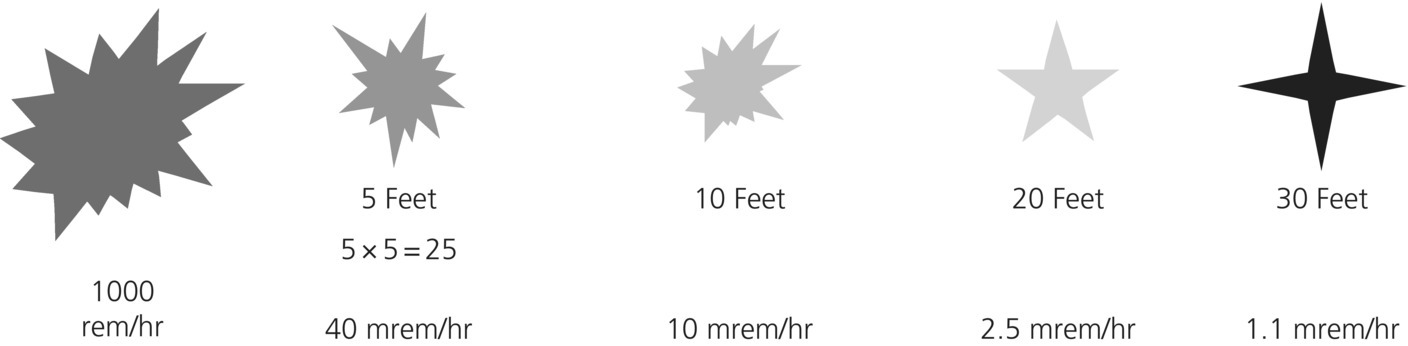 5 Feet
10 Feet
20 Feet
30 Feet
5 × 5 = 25
1000
rem/hr
40 mrem/hr
10 mrem/hr
2.5 mrem/hr
1.1 mrem/hr